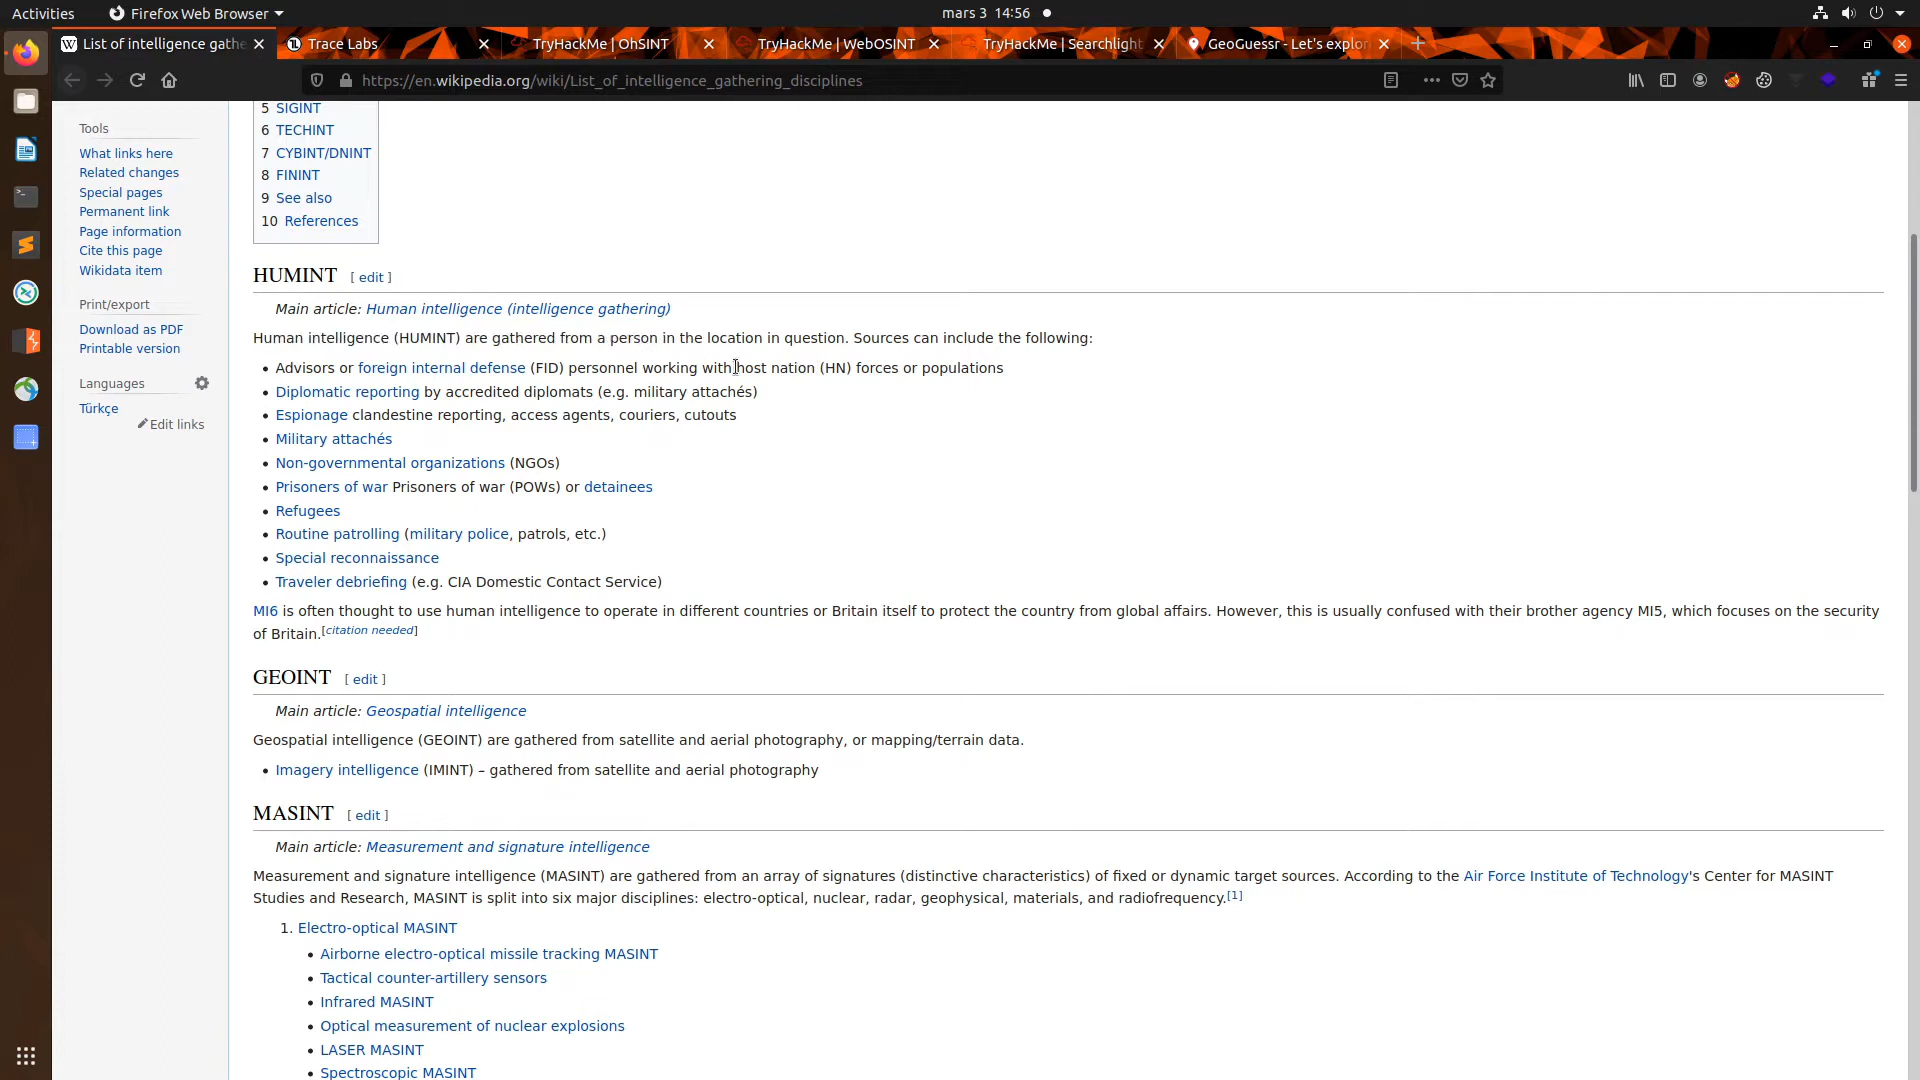 Activities
Firefox Web Browser
mars 3 14:56
List of intelligence gathe
Trace Labs
TryHackMe | OhSINT
TryHackMe | WebOSINT
TryHackMe | Searchlight
GeoGuessr - Let's explor
https://en.wikipedia.org/wiki/List_of_intelligence_gathering_disciplines
Tools
What links here
Related changes
Special pages
Permanent link
Page information
Cite this page
Wikidata item
Print/export
Download as PDF
Printable version
Languages
Türkçe
Edit links
5 SIGINT
6 TECHINT
7 CYBINT/DNINT
8 FININT
9 See also
10 References
HUMINT [ edit ]
Main article: Human intelligence (intelligence gathering)
Human intelligence (HUMINT) are gathered from a person in the location in question. Sources can include the following:
• Advisors or foreign internal defense (FID) personnel working with host nation (HN) forces or populations
• Diplomatic reporting by accredited diplomats (e.g. military attachés)
• Espionage clandestine reporting, access agents, couriers, cutouts
• Military attachés
• Non-governmental organizations (NGOs)
• Prisoners of war Prisoners of war (POWs) or detainees
• Refugees
• Routine patrolling (military police, patrols, etc.)
• Special reconnaissance
• Traveler debriefing (e.g. CIA Domestic Contact Service)
MI6 is often thought to use human intelligence to operate in different countries or Britain itself to protect the country from global affairs. However, this is usually confused with their brother agency MI5, which focuses on the security
of Britain.[citation needed]
GEOINT [ edit ]
Main article: Geospatial intelligence
Geospatial intelligence (GEOINT) are gathered from satellite and aerial photography, or mapping/terrain data.
• Imagery intelligence (IMINT) – gathered from satellite and aerial photography
MASINT [ edit ]
Main article: Measurement and signature intelligence
Measurement and signature intelligence (MASINT) are gathered from an array of signatures (distinctive characteristics) of fixed or dynamic target sources. According to the Air Force Institute of Technology's Center for MASINT
Studies and Research, MASINT is split into six major disciplines: electro-optical, nuclear, radar, geophysical, materials, and radiofrequency.[1]
1. Electro-optical MASINT
• Airborne electro-optical missile tracking MASINT
• Tactical counter-artillery sensors
• Infrared MASINT
• Optical measurement of nuclear explosions
• LASER MASINT
• Spectroscopic MASINT